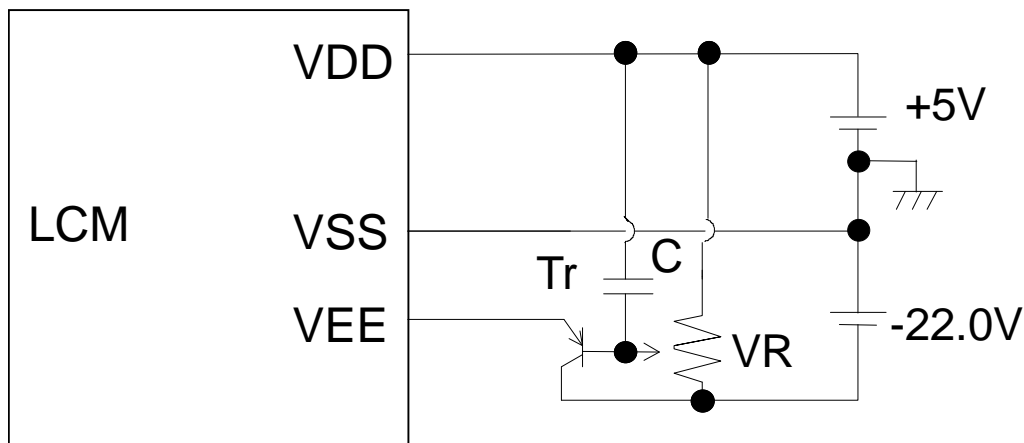 VDD
+5V
LCM
VSS
Tr
C
VEE
VR
-22.0V